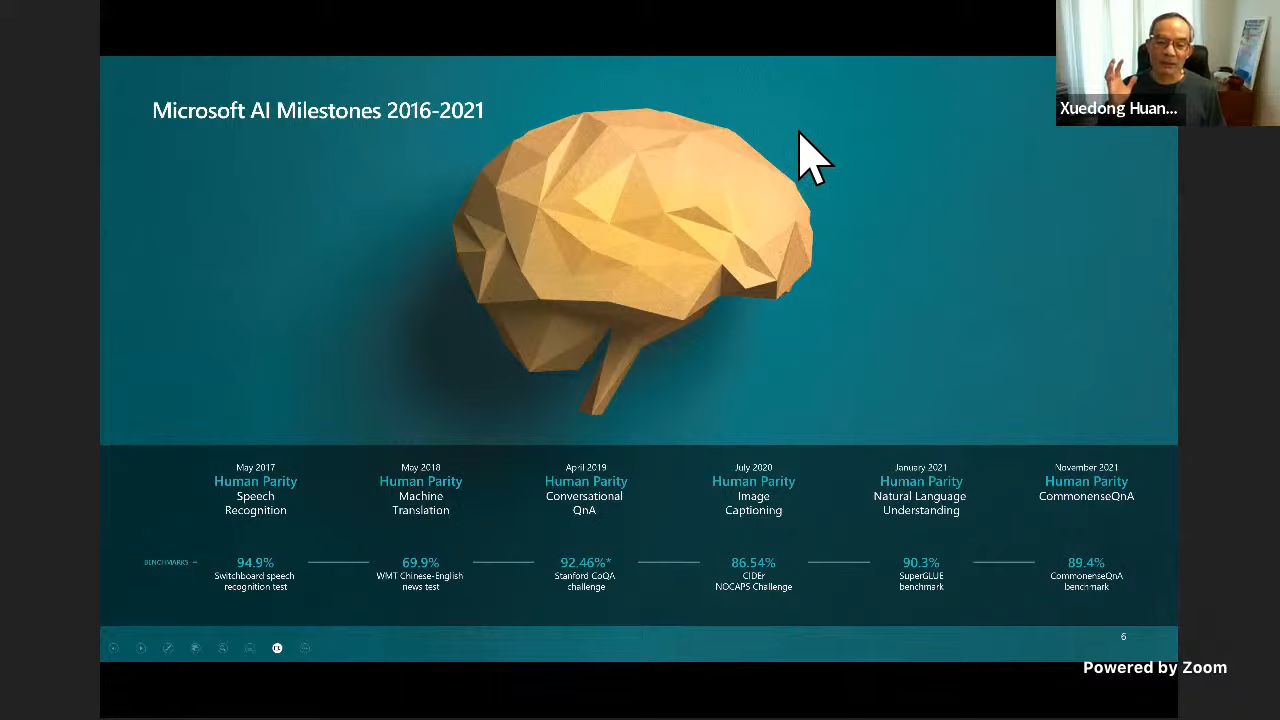 Microsoft AI Milestones 2016-2021
Xuedong Huan...
May 2017
Human Parity
Speech
Recognition
May 2018
Human Parity
Machine
Translation
April 2019
Human Parity
Conversational
QnA
July 2020
Human Parity
Image
Captioning
January 2021
Human Parity
Natural Language
Understanding
November 2021
Human Parity
CommonenseQnA
BENCHMARKS
94.9%
Switchboard speech
recognition test
69.9%
WMT Chinese-English
news test
92.46%*
Stanford CoQA
challenge
86.54%
CIDEr
NOCAPS Challenge
90.3%
SuperGLUE
benchmark
89.4%
CommonenseQnA
benchmark
6
Powered by Zoom